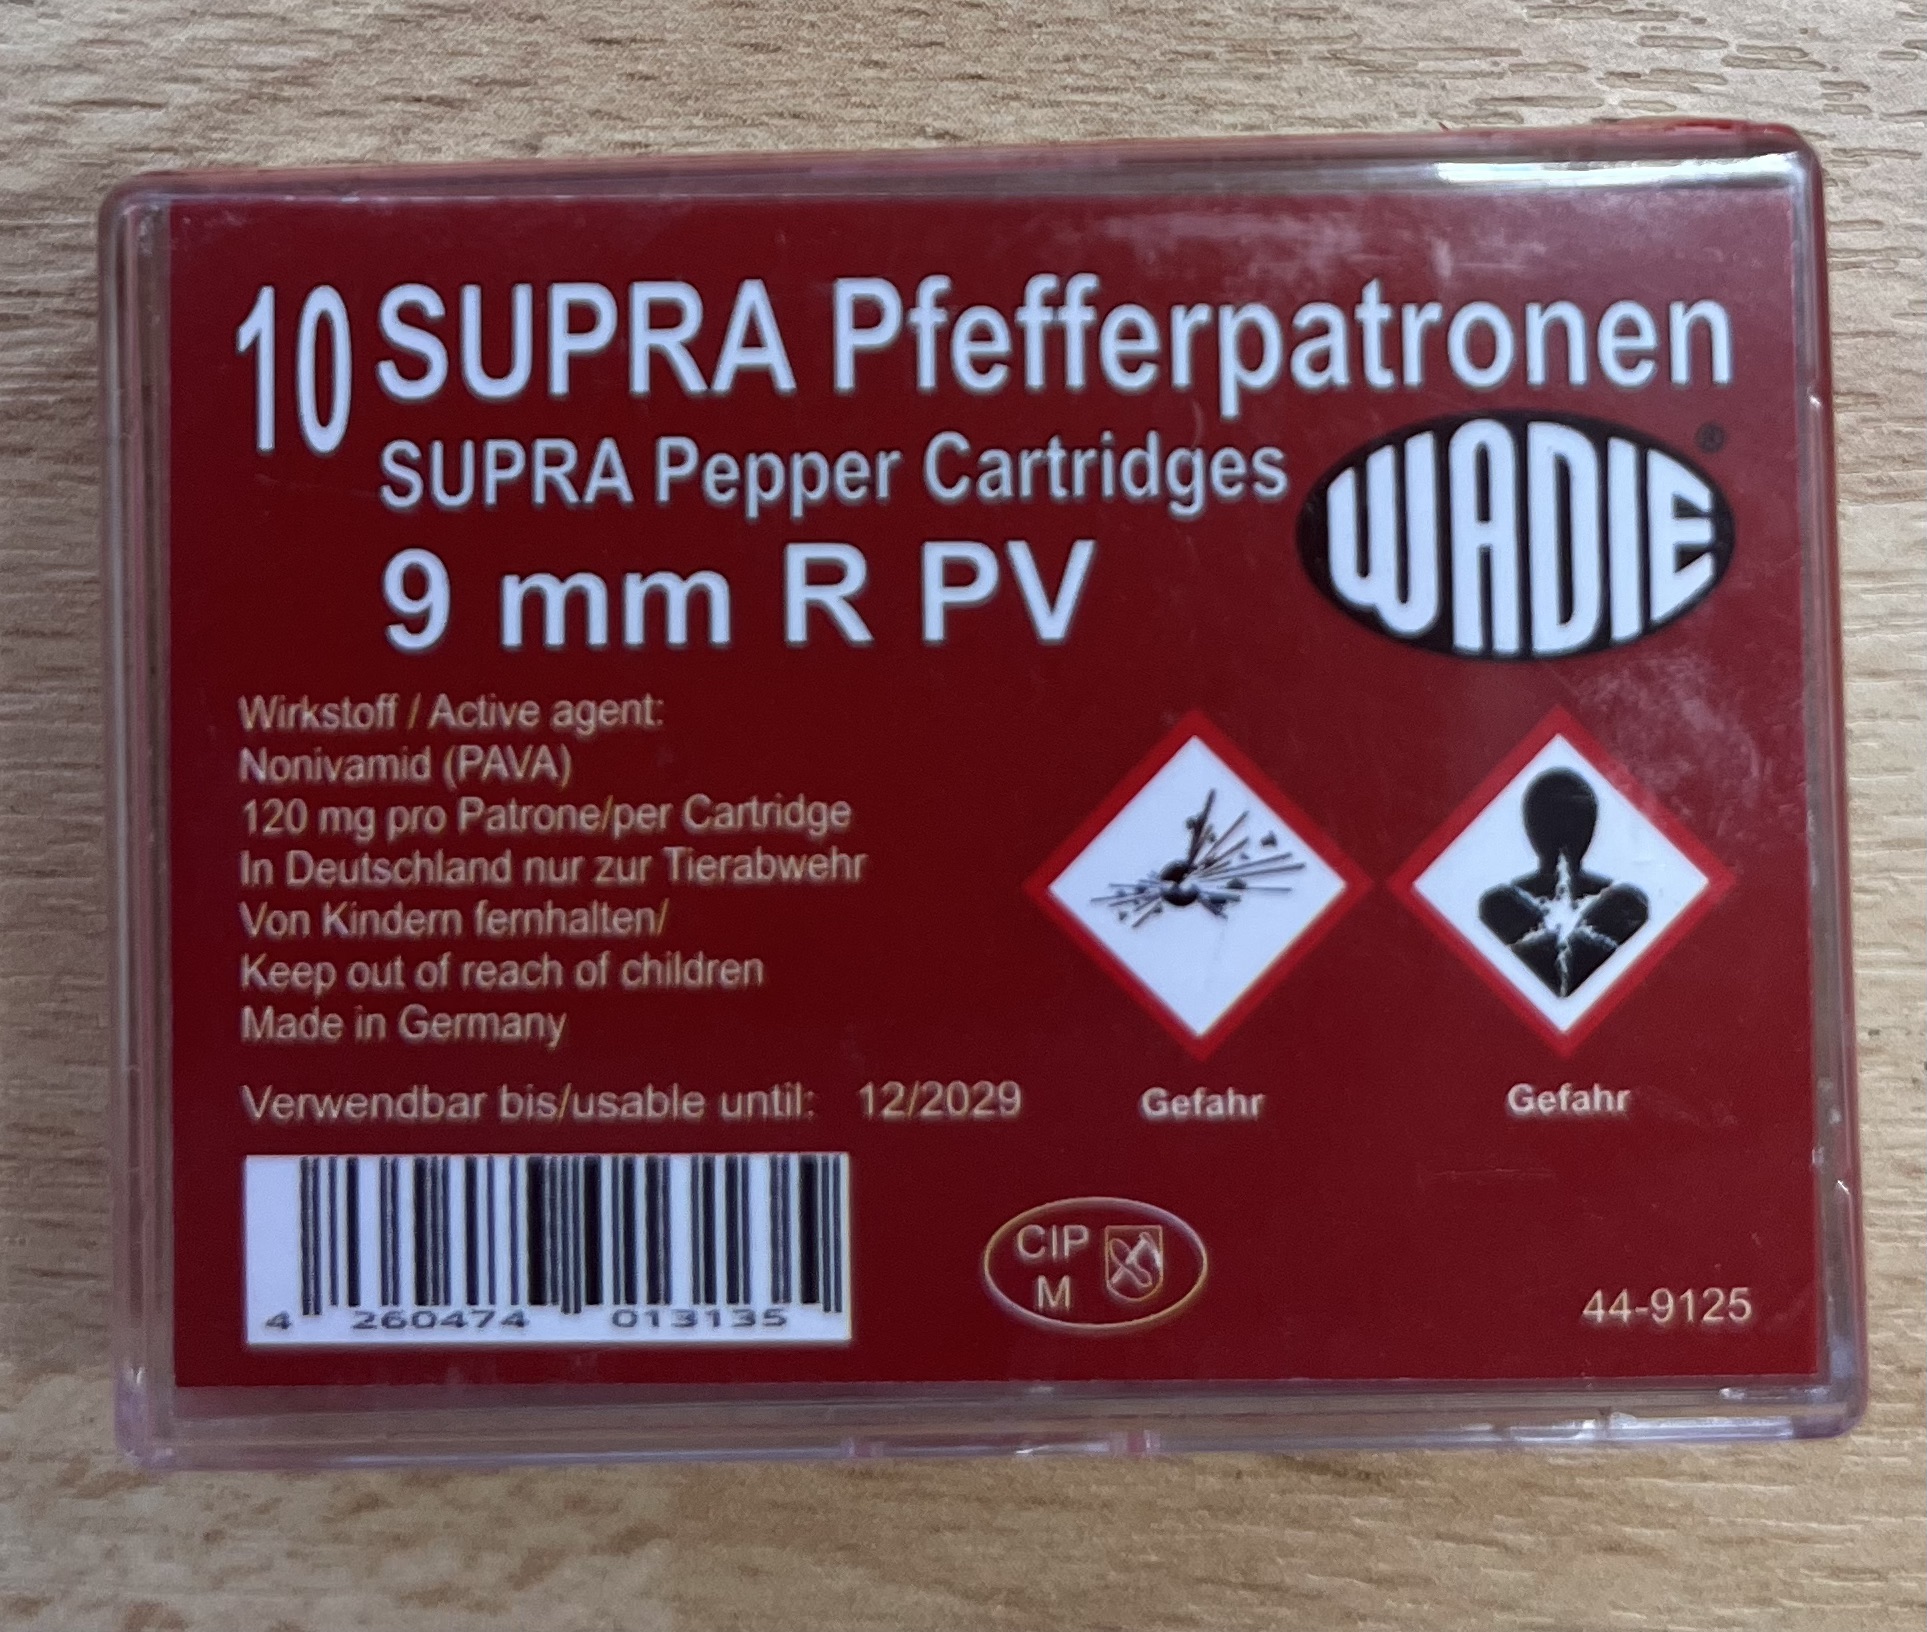 10 SUPRA Pfefferpatronen
SUPRA Pepper Cartridges
9 mm R PV
WADIE®
Wirkstoff / Active agent:
Nonivamid (PAVA)
120 mg pro Patrone/per Cartridge
In Deutschland nur zur Tierabwehr
Von Kindern fernhalten/
Keep out of reach of children
Made in Germany
Verwendbar bis/usable until: 12/2029
Gefahr
Gefahr
4 260474 013135
CIP
M
44-9125